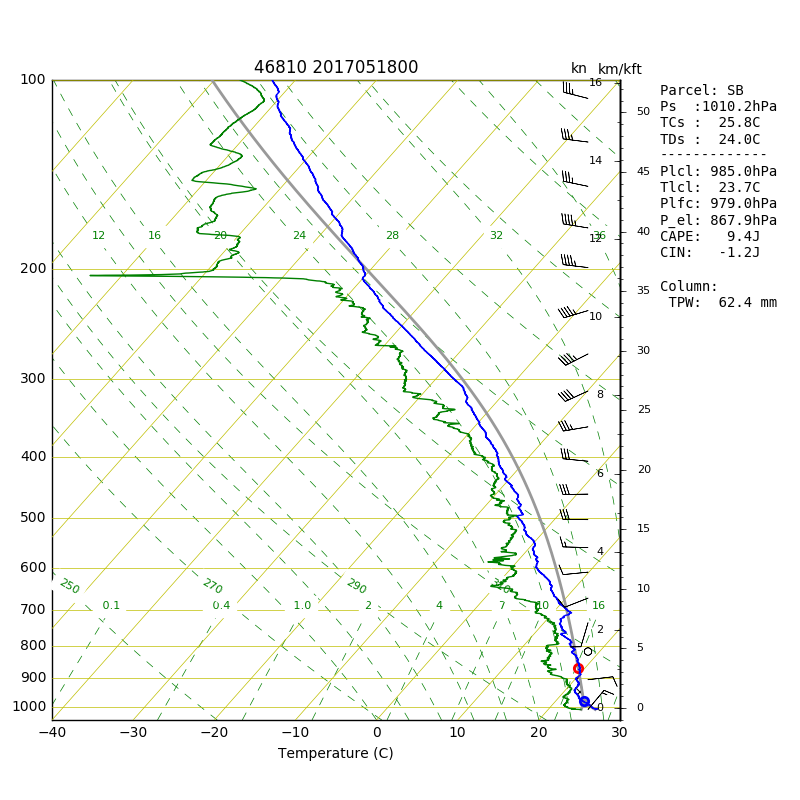 46810 2017051800
kn km/kft
Parcel: SB
Ps  :1010.2hPa
TCs :  25.8C
TDs :  24.0C
-------------
Plcl: 985.0hPa
Tlcl:  23.7C
Plfc: 979.0hPa
P_el: 867.9hPa
CAPE:   9.4J
CIN:   -1.2J
Column:
TPW:  62.4 mm
100
200
300
400
500
600
700
800
900
1000
12 16 20 24 28 32 36
250 270 290 310
0.1 0.4 1.0 2 4 7 10 16
16
14
12
10
8
6
4
2
0
50
45
40
35
30
25
20
15
10
5
0
−40 −30 −20 −10 0 10 20 30
Temperature (C)